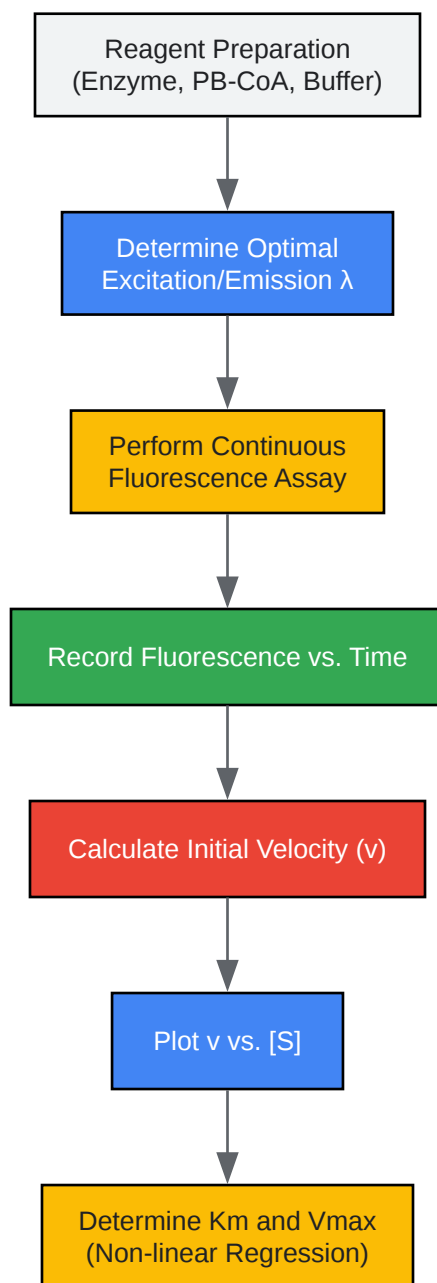 Reagent Preparation
(Enzyme, PB-CoA, Buffer)
Determine Optimal
Excitation/Emission λ
Perform Continuous
Fluorescence Assay
Record Fluorescence vs. Time
Calculate Initial Velocity (v)
Plot v vs. [S]
Determine Km and Vmax
(Non-linear Regression)